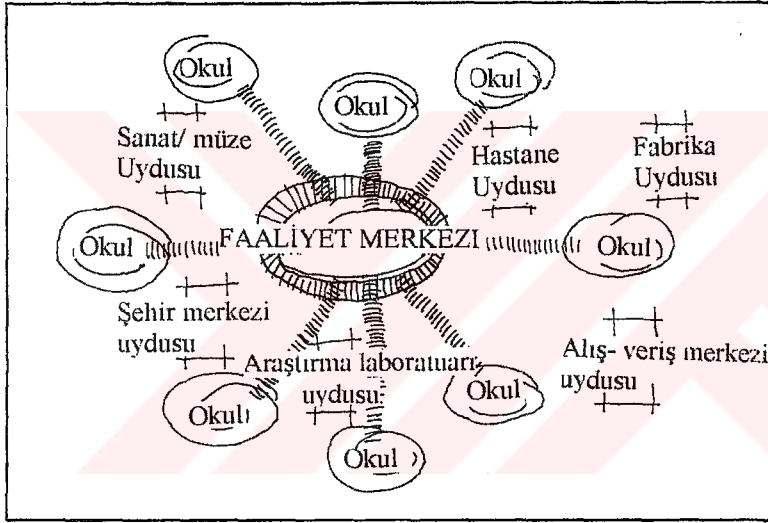 Okul
Okul
Okul
Sanat/ müze
Uydusu
Hastane
Uydusu
Fabrika
Uydusu
Okul
FAALİYET MERKEZI
Okul
Şehir merkezi
uydusu
Araştırma laboratuarı
uydusu
Alış- veriş merkezi
uydusu
Okul
Okul
Okul